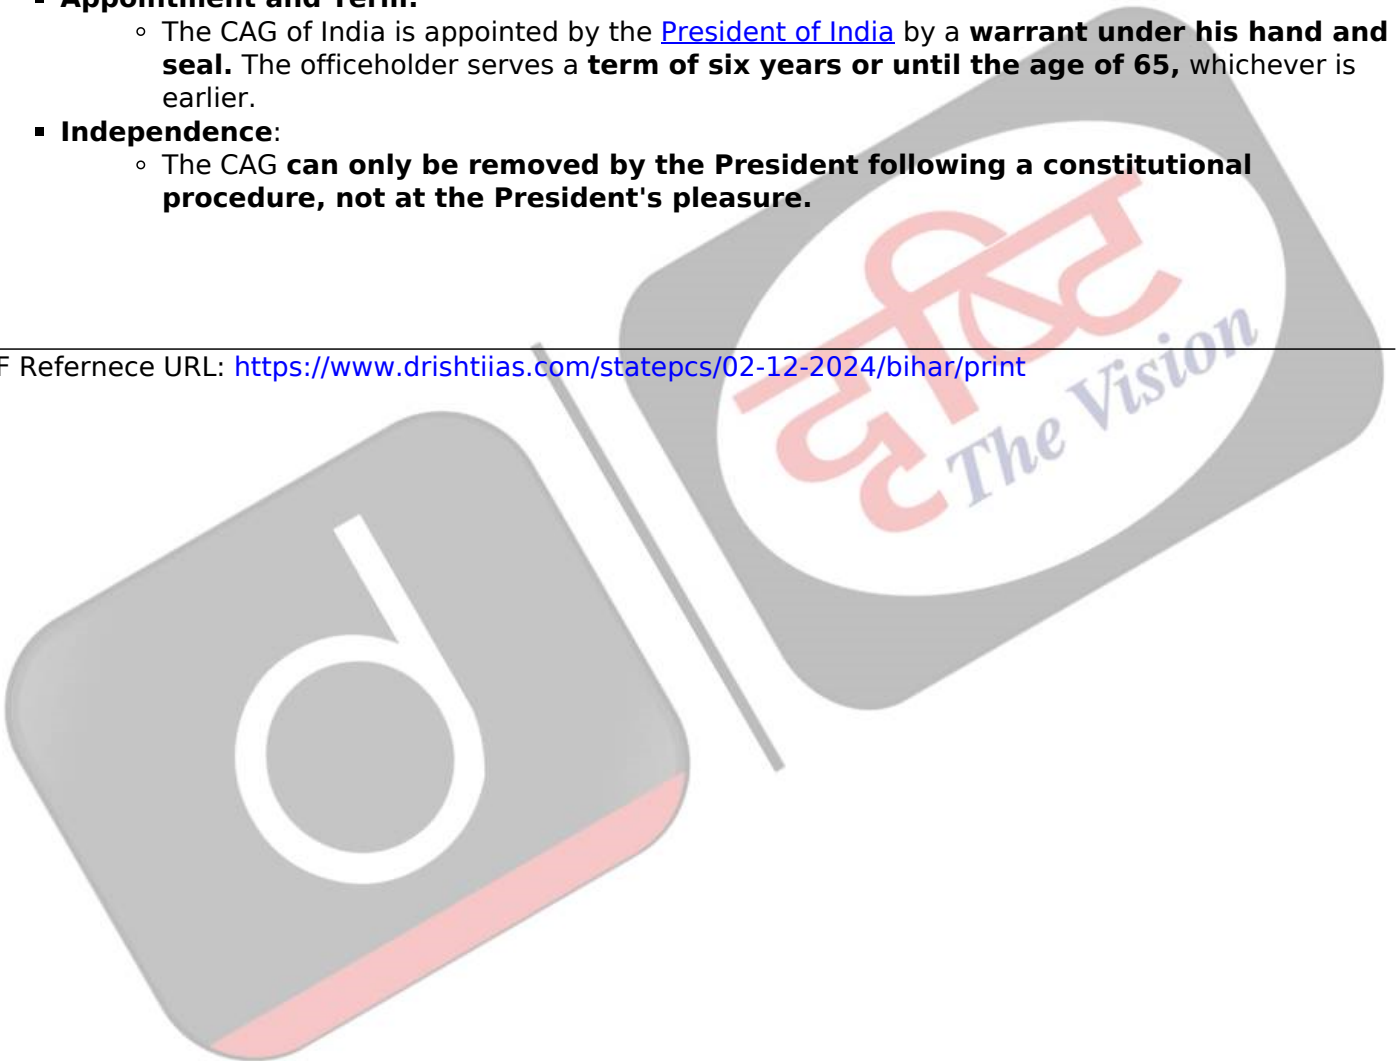 Appointment and Term:
The CAG of India is appointed by the President of India by a warrant under his hand and
seal. The officeholder serves a term of six years or until the age of 65, whichever is
earlier.
Independence:
The CAG can only be removed by the President following a constitutional
procedure, not at the President's pleasure.
F Refernece URL: https://www.drishtiias.com/statepcs/02-12-2024/bihar/print
दृष्टि
The Vision
d